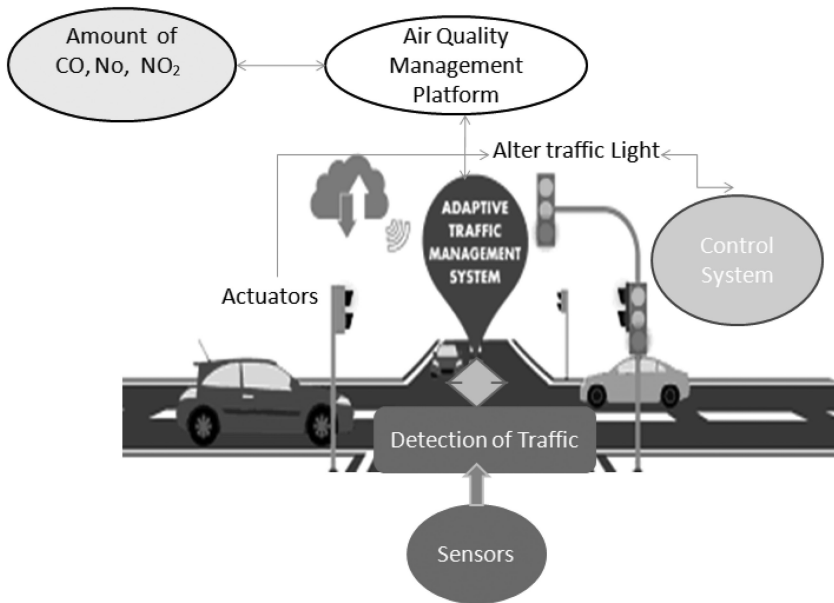 Amount of
CO, No, NO₂
Air Quality
Management
Platform
Alter traffic Light
ADAPTIVE
TRAFFIC
MANAGEMENT
SYSTEM
Control
System
Actuators
Detection of Traffic
Sensors